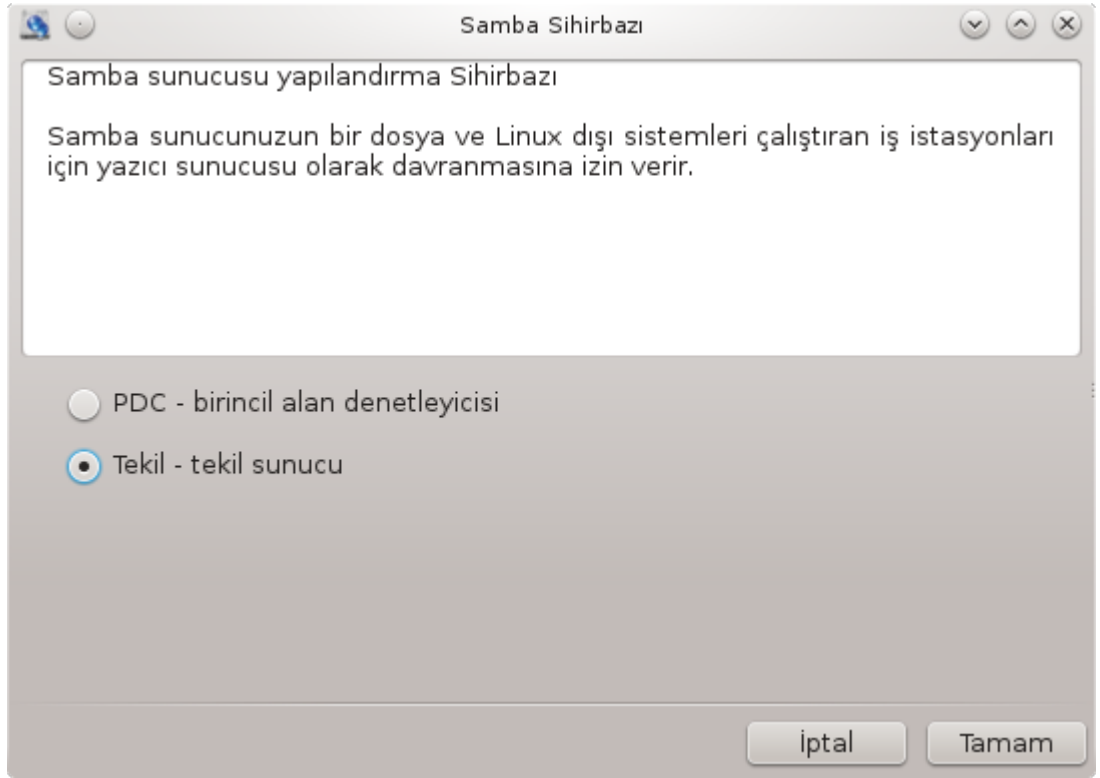 Samba Sihirbazı
Samba sunucusu yapılandırma Sihirbazı
Samba sunucunuzun bir dosya ve Linux dışı sistemleri çalıştıran iş istasyonları
için yazıcı sunucusu olarak davranmasına izin verir.
PDC - birincil alan denetleyicisi
Tekil - tekil sunucu
İptal
Tamam